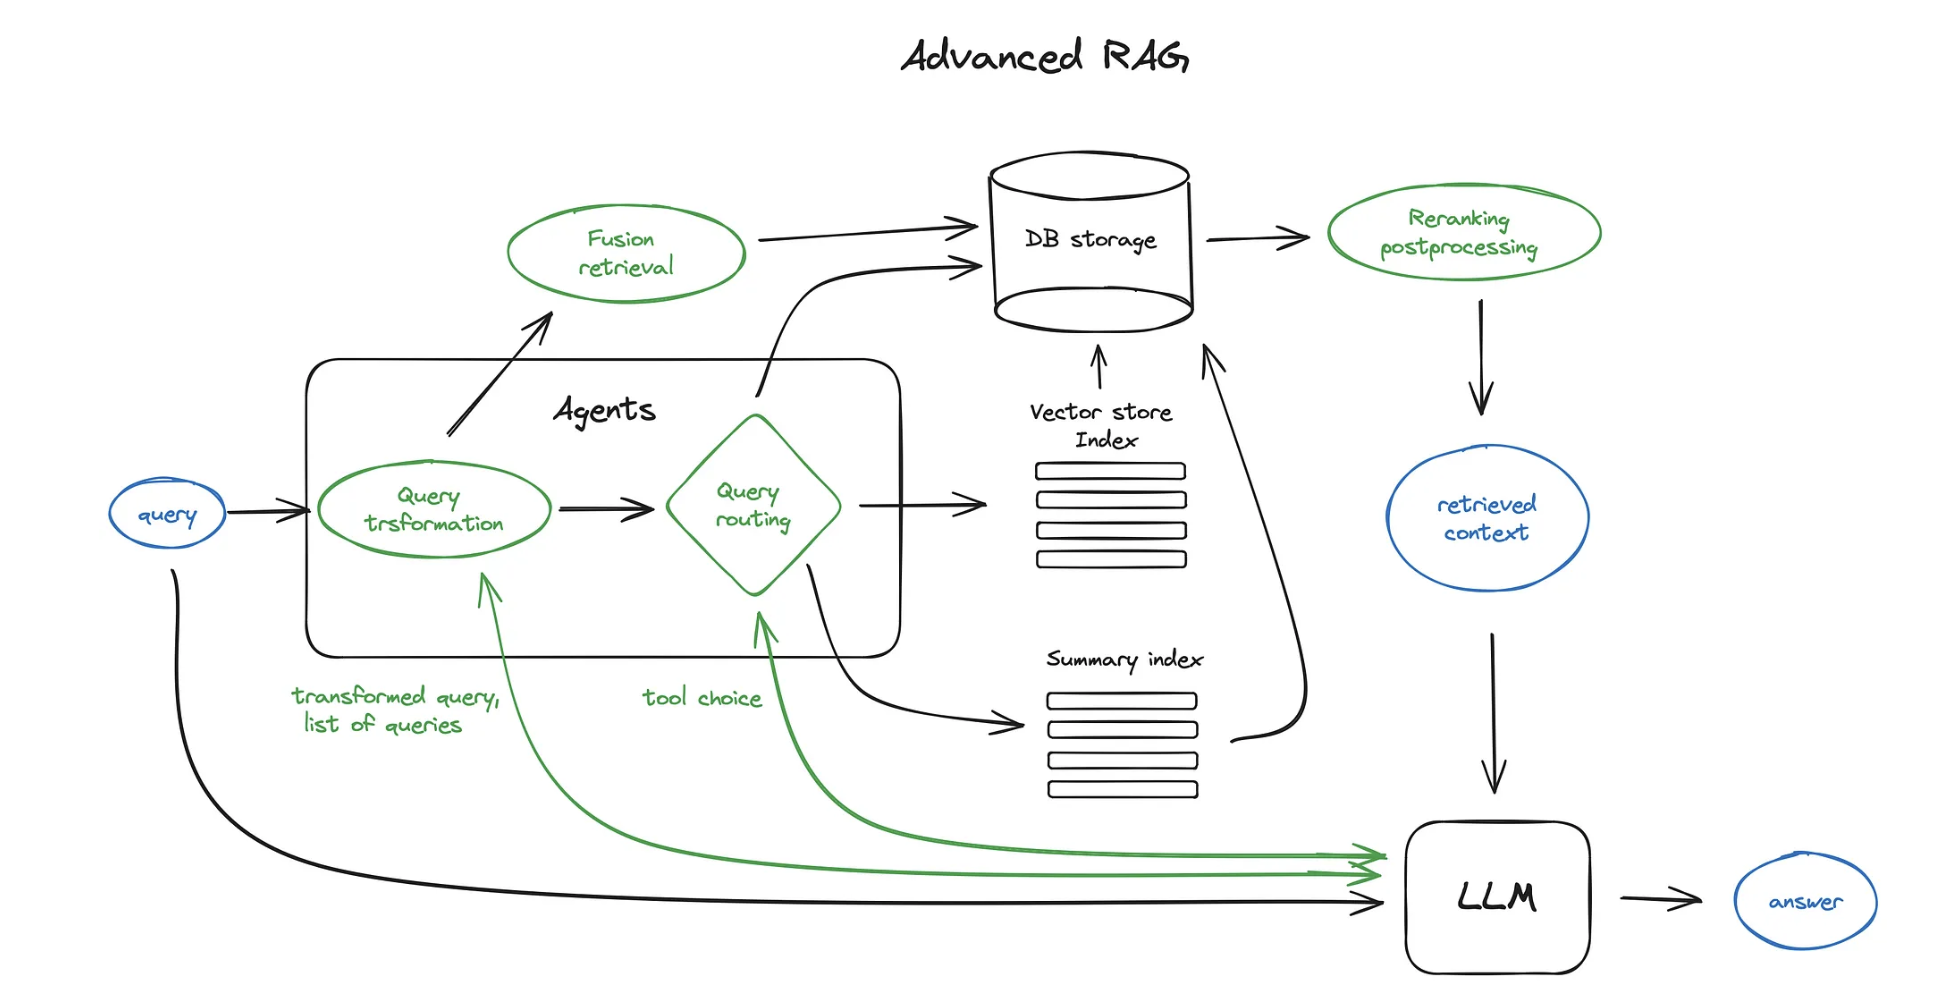 Advanced RAG
Fusion
retrieval
DB storage
Reranking
postprocessing
Agents
Vector store
Index
query
Query
trsformation
Query
routing
retrieved
context
Summary index
transformed query,
list of queries
tool choice
LLM
answer